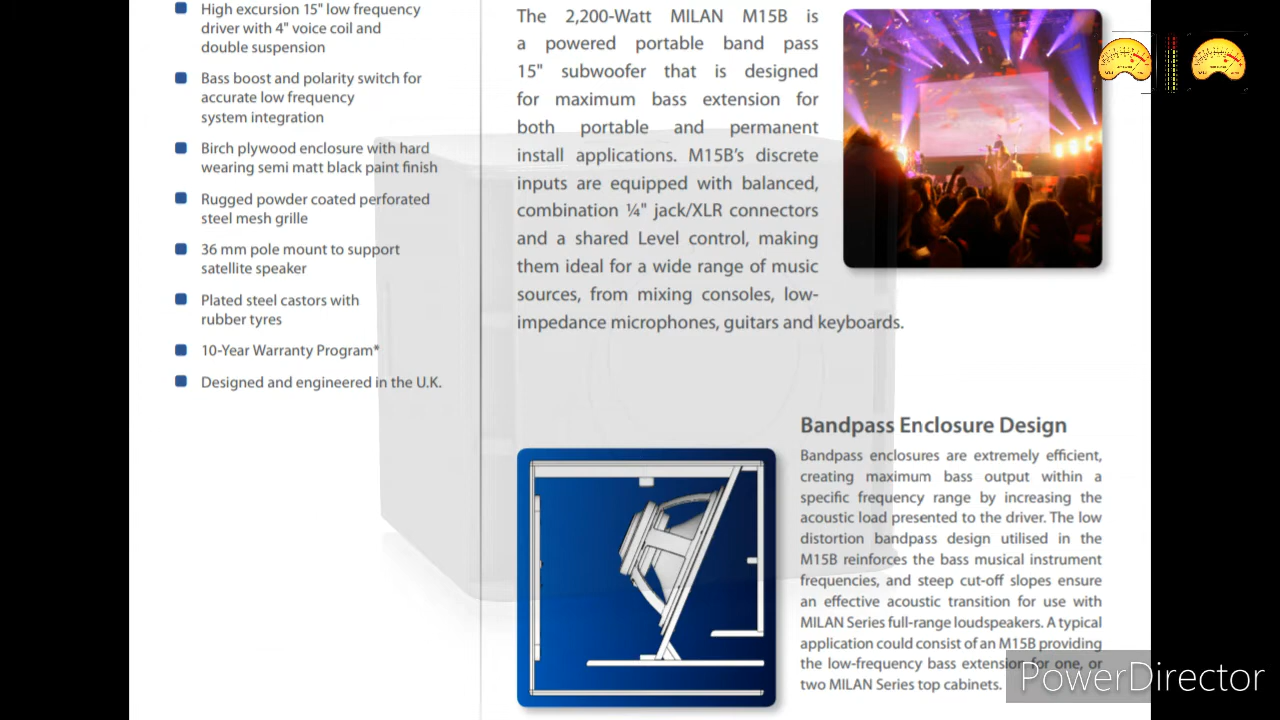 High excursion 15" low frequency
driver with 4" voice coil and
double suspension
Bass boost and polarity switch for
accurate low frequency
system integration
Birch plywood enclosure with hard
wearing semi matt black paint finish
Rugged powder coated perforated
steel mesh grille
36 mm pole mount to support
satellite speaker
Plated steel castors with
rubber tyres
10-Year Warranty Program*
Designed and engineered in the U.K.
The 2,200-Watt MILAN M15B is
a powered portable band pass
15" subwoofer that is designed
for maximum bass extension for
both portable and permanent
install applications. M15B's discrete
inputs are equipped with balanced,
combination ¼" jack/XLR connectors
and a shared Level control, making
them ideal for a wide range of music
sources, from mixing consoles, low-
impedance microphones, guitars and keyboards.
Bandpass Enclosure Design
Bandpass enclosures are extremely efficient,
creating maximum bass output within a
specific frequency range by increasing the
acoustic load presented to the driver. The low
distortion bandpass design utilised in the
M15B reinforces the bass musical instrument
frequencies, and steep cut-off slopes ensure
an effective acoustic transition for use with
MILAN Series full-range loudspeakers. A typical
application could consist of an M15B providing
the low-frequency bass extension for one, or
two MILAN Series top cabinets.
PowerDirector